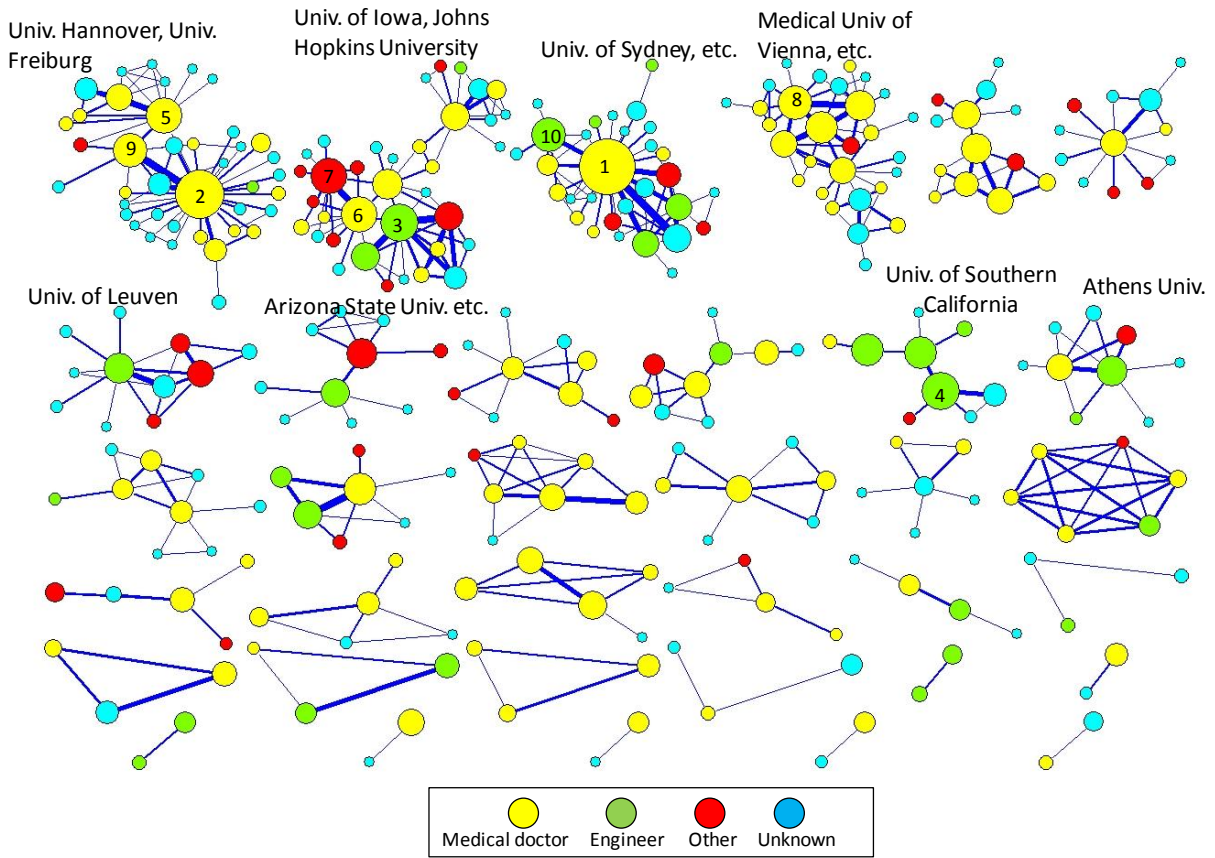 Univ. Hannover, Univ.
Freiburg
Univ. of Iowa, Johns
Hopkins University
Univ. of Sydney, etc.
Medical Univ of
Vienna, etc.
5
9
2
7
6
3
10
1
8
Univ. of Leuven
Arizona State Univ. etc.
Univ. of Southern
California
Athens Univ.
4
Medical doctor
Engineer
Other
Unknown